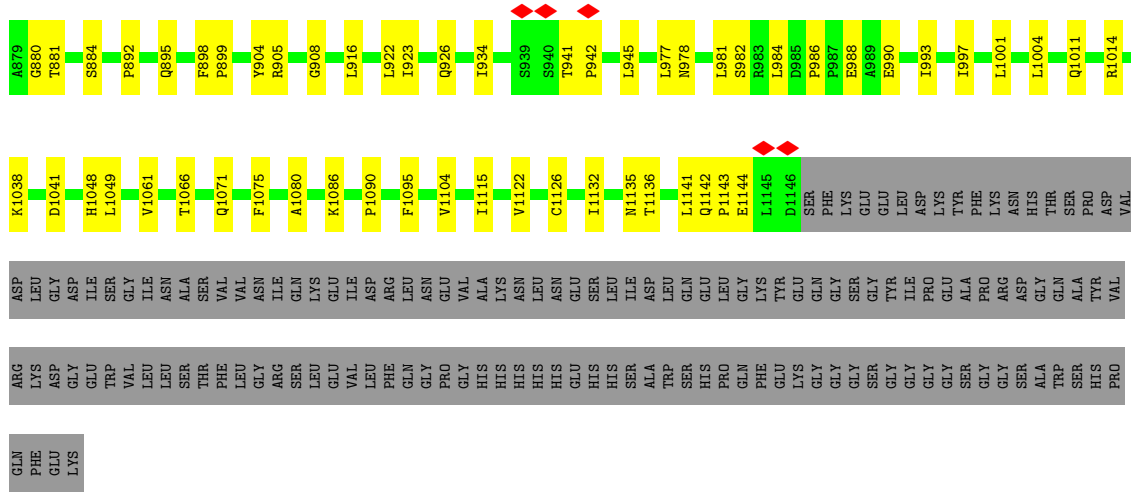 A879 G880 T881 S884 P892 Q895 F898 P899 Y904 R905 G908 L916 L922 I923 Q926 I934 S939 S940 T941 P942 L945 L977 N978 L981 S982 R983 L984 D985 P986 P987 E988 A989 E990 I993 I997 L1001 L1004 Q1011 R1014
K1038 D1041 H1048 L1049 V1061 T1066 Q1071 F1075 A1080 K1086 P1090 F1095 V1104 I1115 V1122 C1126 I1132 N1135 T1136 L1141 Q1142 P1143 E1144 L1145 D1146 SER PHE LYS GLU GLU LEU ASP LYS TYR PHE LYS ASN HIS THR SER PRO ASP VAL
ASP LEU GLY ASP ILE SER GLY ILE ASN ALA SER VAL VAL ASN ILE GLN LYS GLU ILE ASP ARG LEU ASN GLU VAL ALA LYS ASN LEU ASN GLU SER LEU ILE ASP LEU GLN GLU LEU GLY LYS TYR GLU GLN GLY SER GLY TYR ILE PRO GLU ALA PRO ARG ASP GLY GLN ALA TYR VAL
ARG LYS ASP GLY GLU TRP VAL LEU LEU SER THR PHE LEU GLY ARG SER LEU GLU VAL LEU PHE GLN GLY PRO GLY HIS HIS HIS HIS HIS GLU HIS HIS SER ALA TRP SER HIS PRO GLN PHE GLU LYS GLY GLY GLY SER GLY GLY GLY GLY SER GLY GLY SER ALA TRP SER HIS PRO
GLN PHE GLU LYS